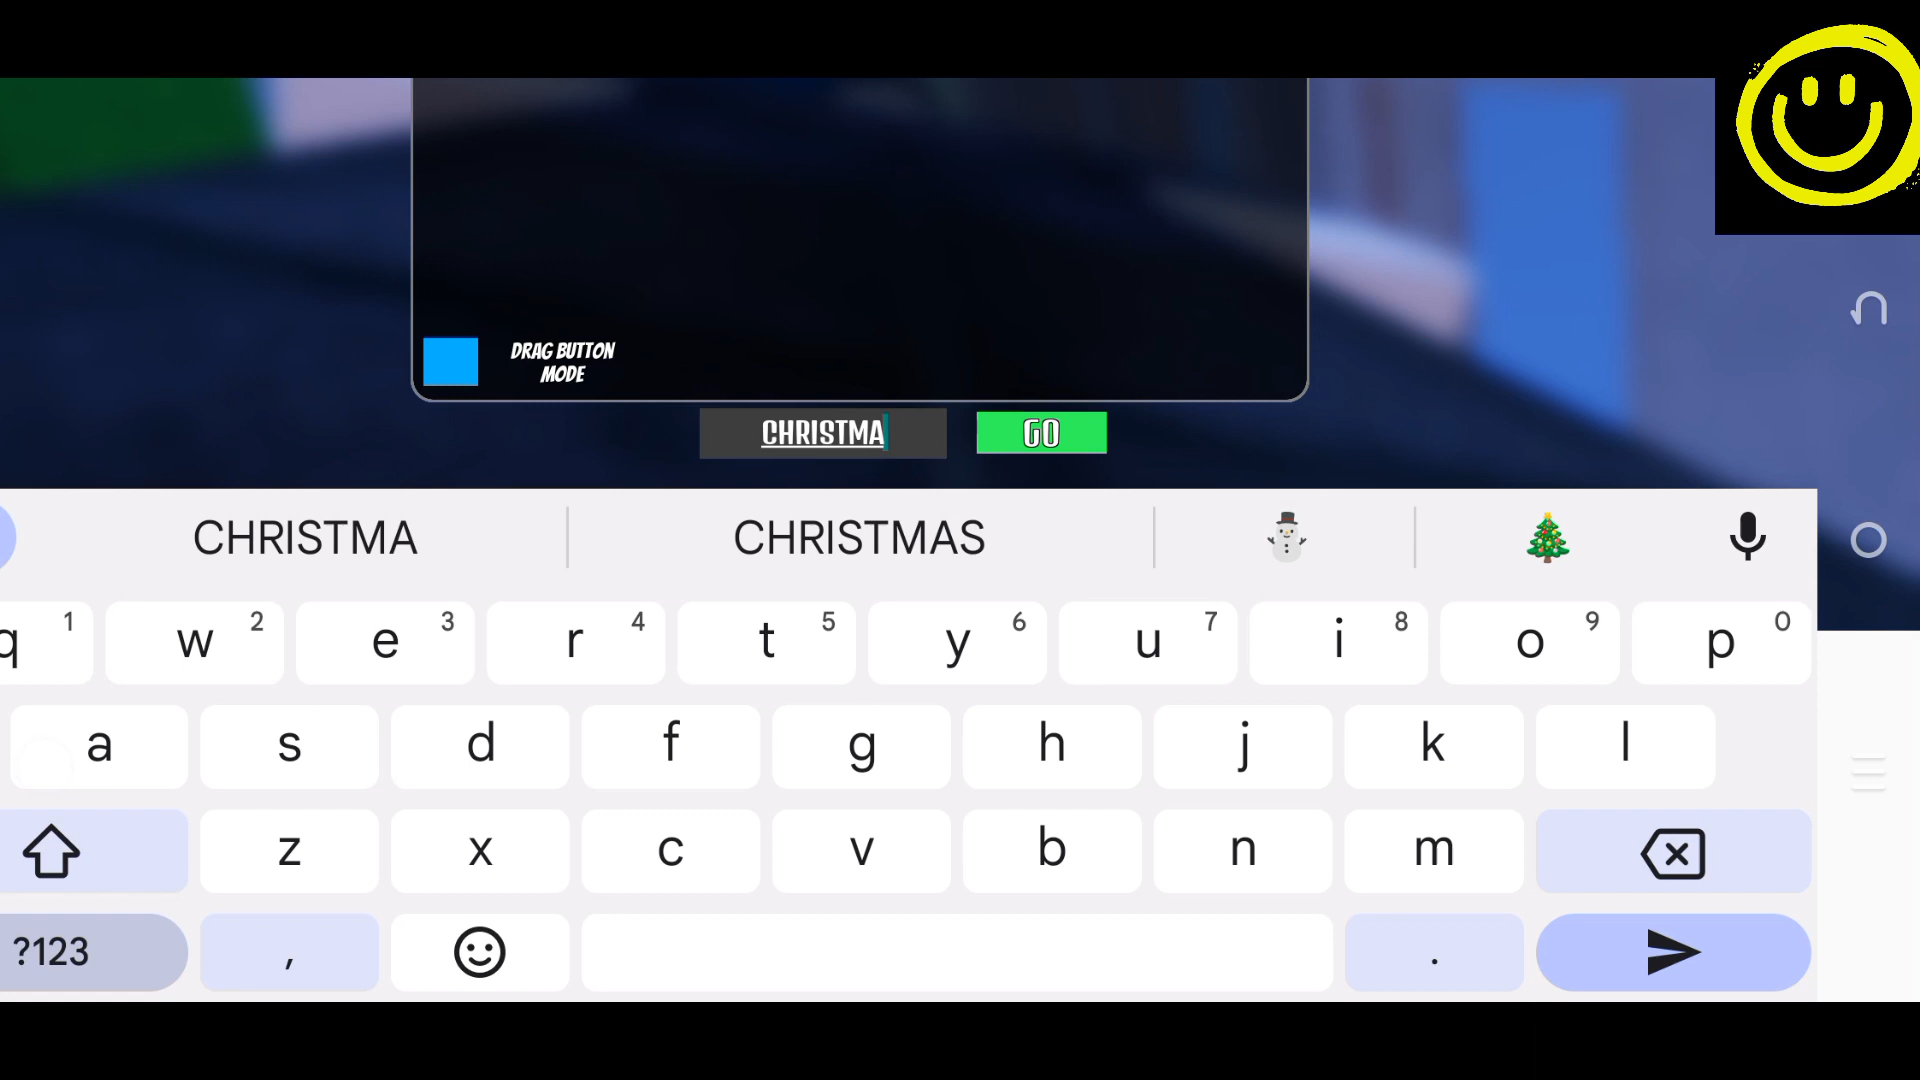 DRAG BUTTON
MODE
CHRISTMA
GO
CHRISTMA CHRISTMAS
q 1 w 2 e 3 r 4 t 5 y 6 u 7 i 8 o 9 p 0
a s d f g h j k l
z x c v b n m
?123 , .